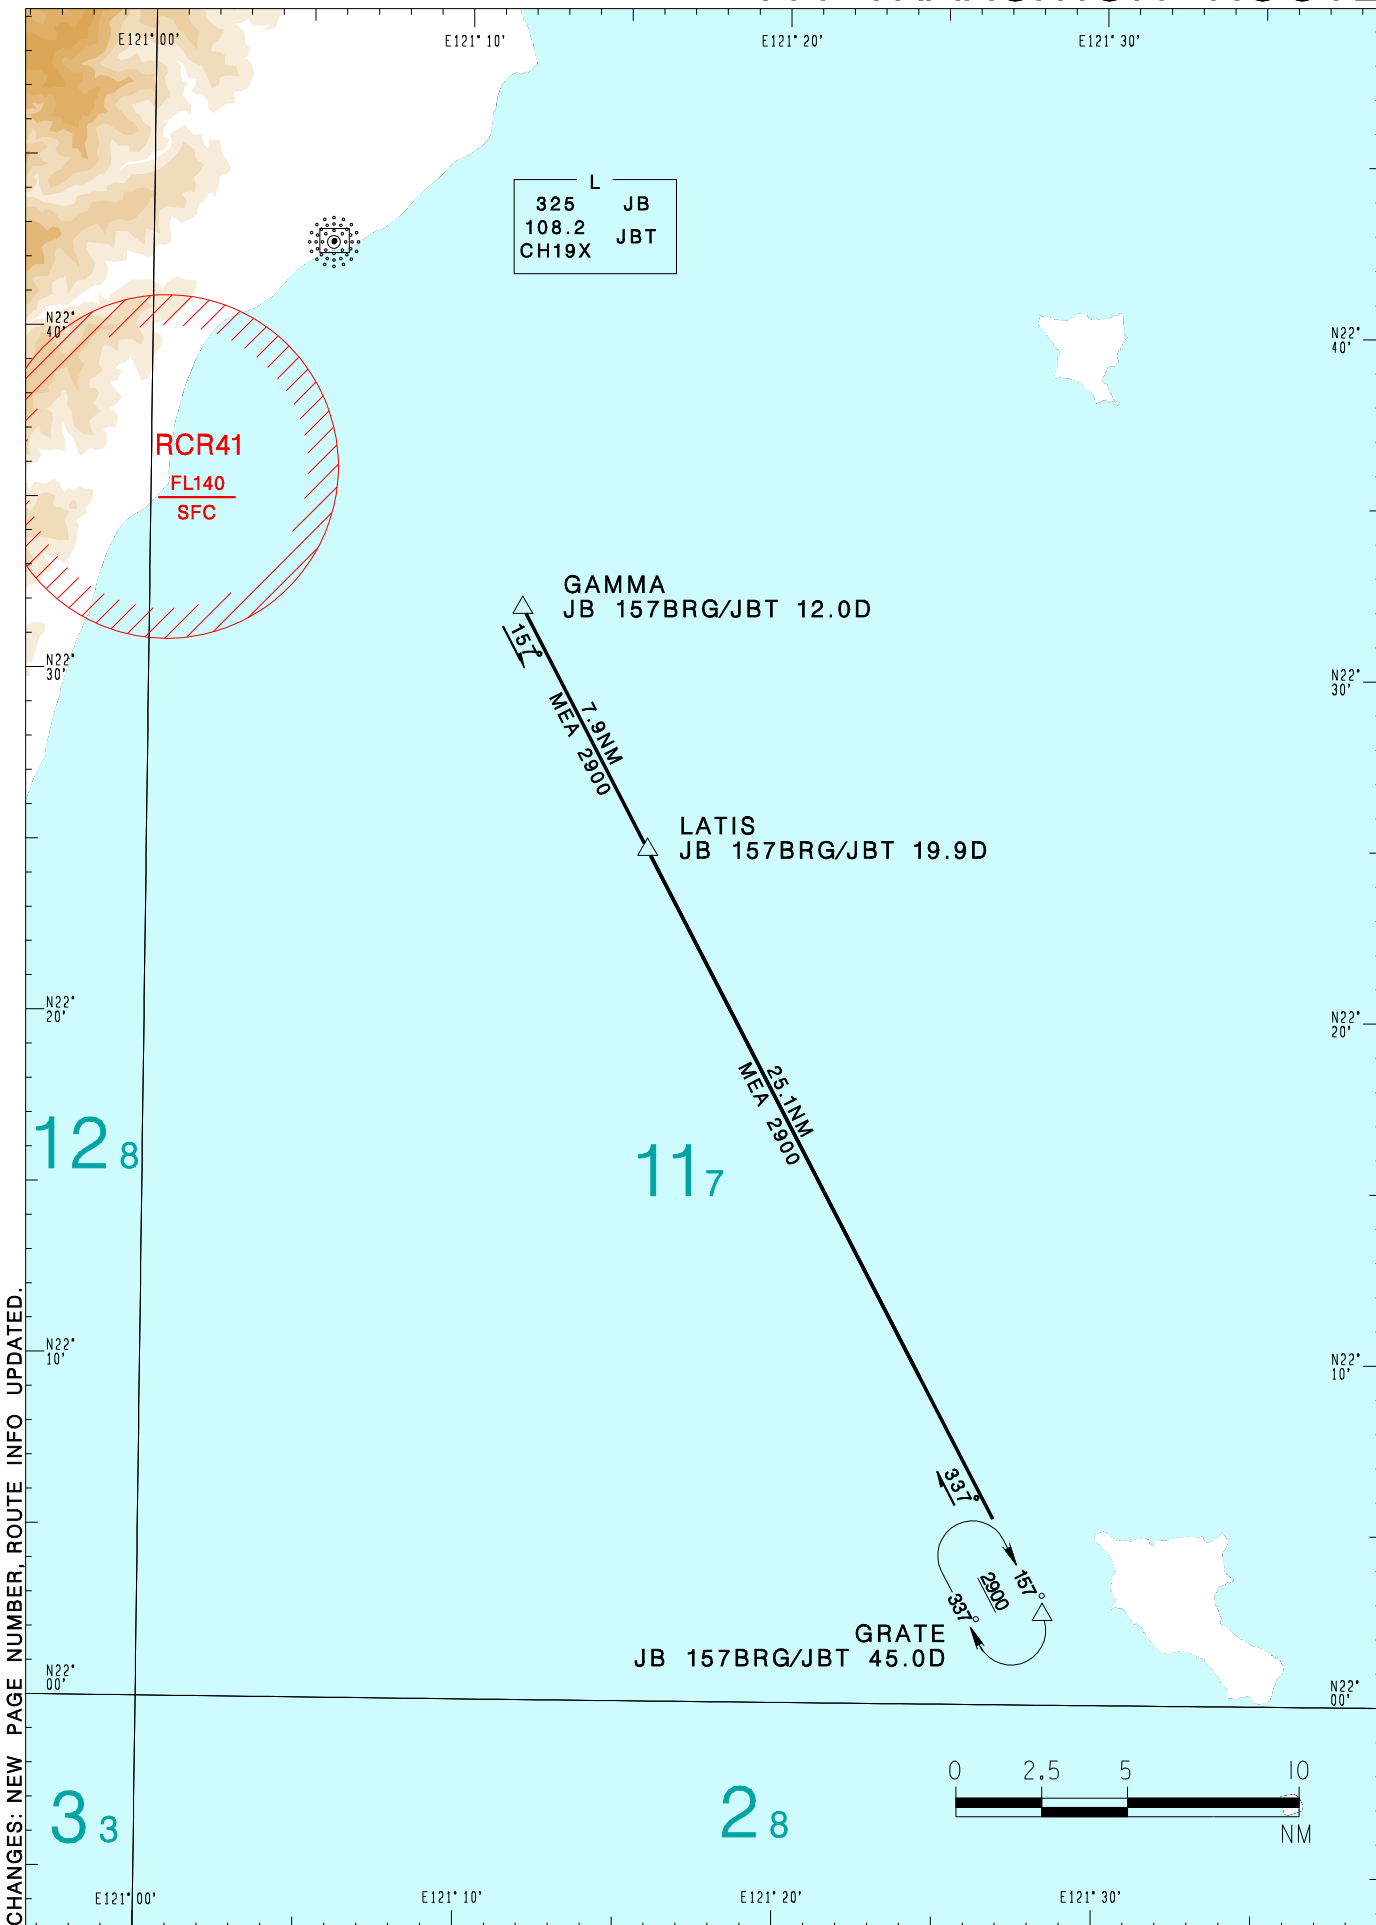 E121°00'
E121°10'
E121°20'
E121°30'
L
325 JB
108.2
JBT
CH19X
N22°
40'
N22°
40'
RCR41
FL140
SFC
GAMMA
JB 157BRG/JBT 12.0D
157°
N22°
30'
N22°
30'
7.9NM
MEA 2900
LATIS
JB 157BRG/JBT 19.9D
N22°
20'
N22°
20'
25.1NM
MEA 2900
12 8
11 7
N22°
10'
N22°
10'
337°
157°
2900
337°
GRATE
JB 157BRG/JBT 45.0D
N22°
00'
N22°
00'
0 2.5 5 10
NM
3 3
2 8
E121°00'
E121°10'
E121°20'
E121°30'
CHANGES: NEW PAGE NUMBER, ROUTE INFO UPDATED.